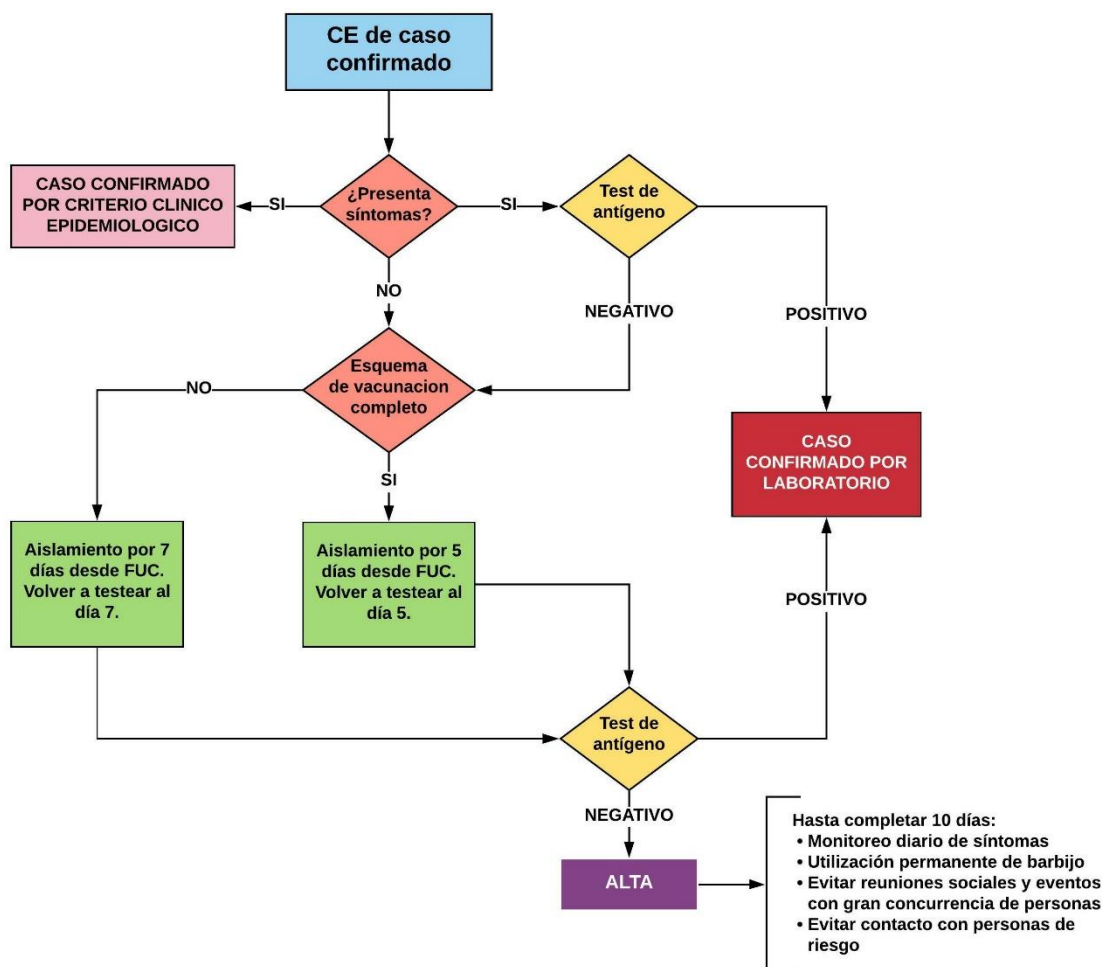 CE de caso
confirmado
CASO CONFIRMADO
POR CRITERIO CLINICO
EPIDEMIOLOGICO
SI
¿Presenta
síntomas?
SI
Test de
antígeno
NO
NEGATIVO
POSITIVO
Esquema
de vacunacion
completo
NO
SI
CASO
CONFIRMADO POR
LABORATORIO
Aislamiento por 7
días desde FUC.
Volver a testear al
día 7.
Aislamiento por 5
días desde FUC.
Volver a testear al
día 5.
POSITIVO
Test de
antígeno
NEGATIVO
ALTA
Hasta completar 10 días:
• Monitoreo diario de síntomas
• Utilización permanente de barbijo
• Evitar reuniones sociales y eventos
con gran concurrencia de personas
• Evitar contacto con personas de
riesgo